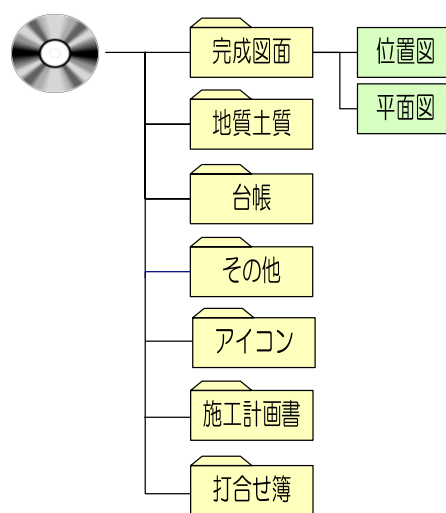 完成図面
位置図
平面図
地質土質
台帳
その他
アイコン
施工計画書
打合せ簿